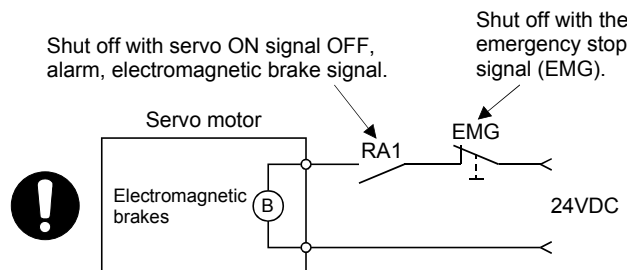 Shut off with servo ON signal OFF,
alarm, electromagnetic brake signal.
Shut off with the
emergency stop
signal (EMG).
Servo motor
RA1
EMG
Electromagnetic
brakes
B
24VDC